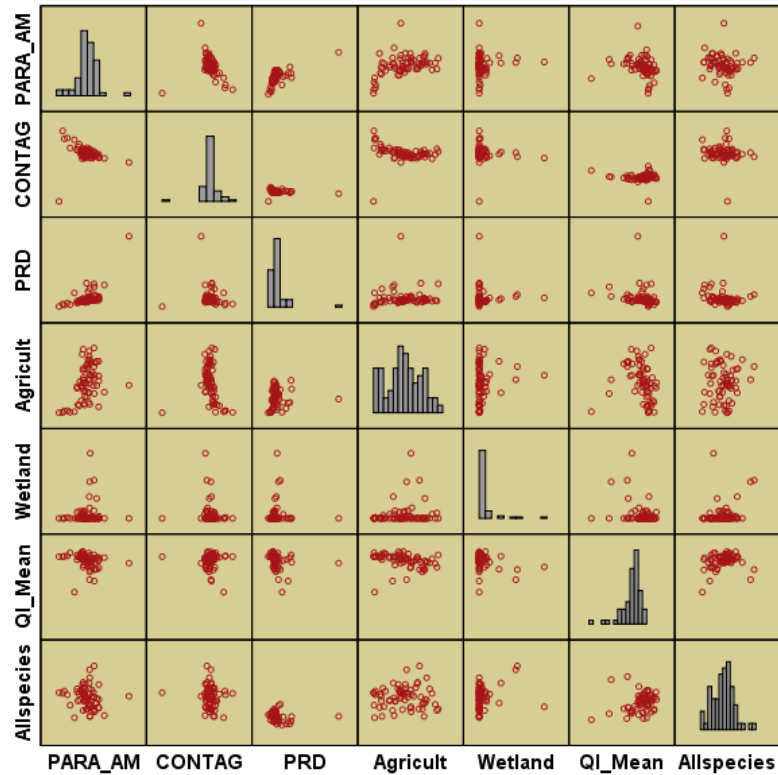 PARA_AM
CONTAG
PRD
Agricult
Wetland
QI_Mean
Allspecies
PARA_AM CONTAG PRD Agricult Wetland QI_Mean Allspecies